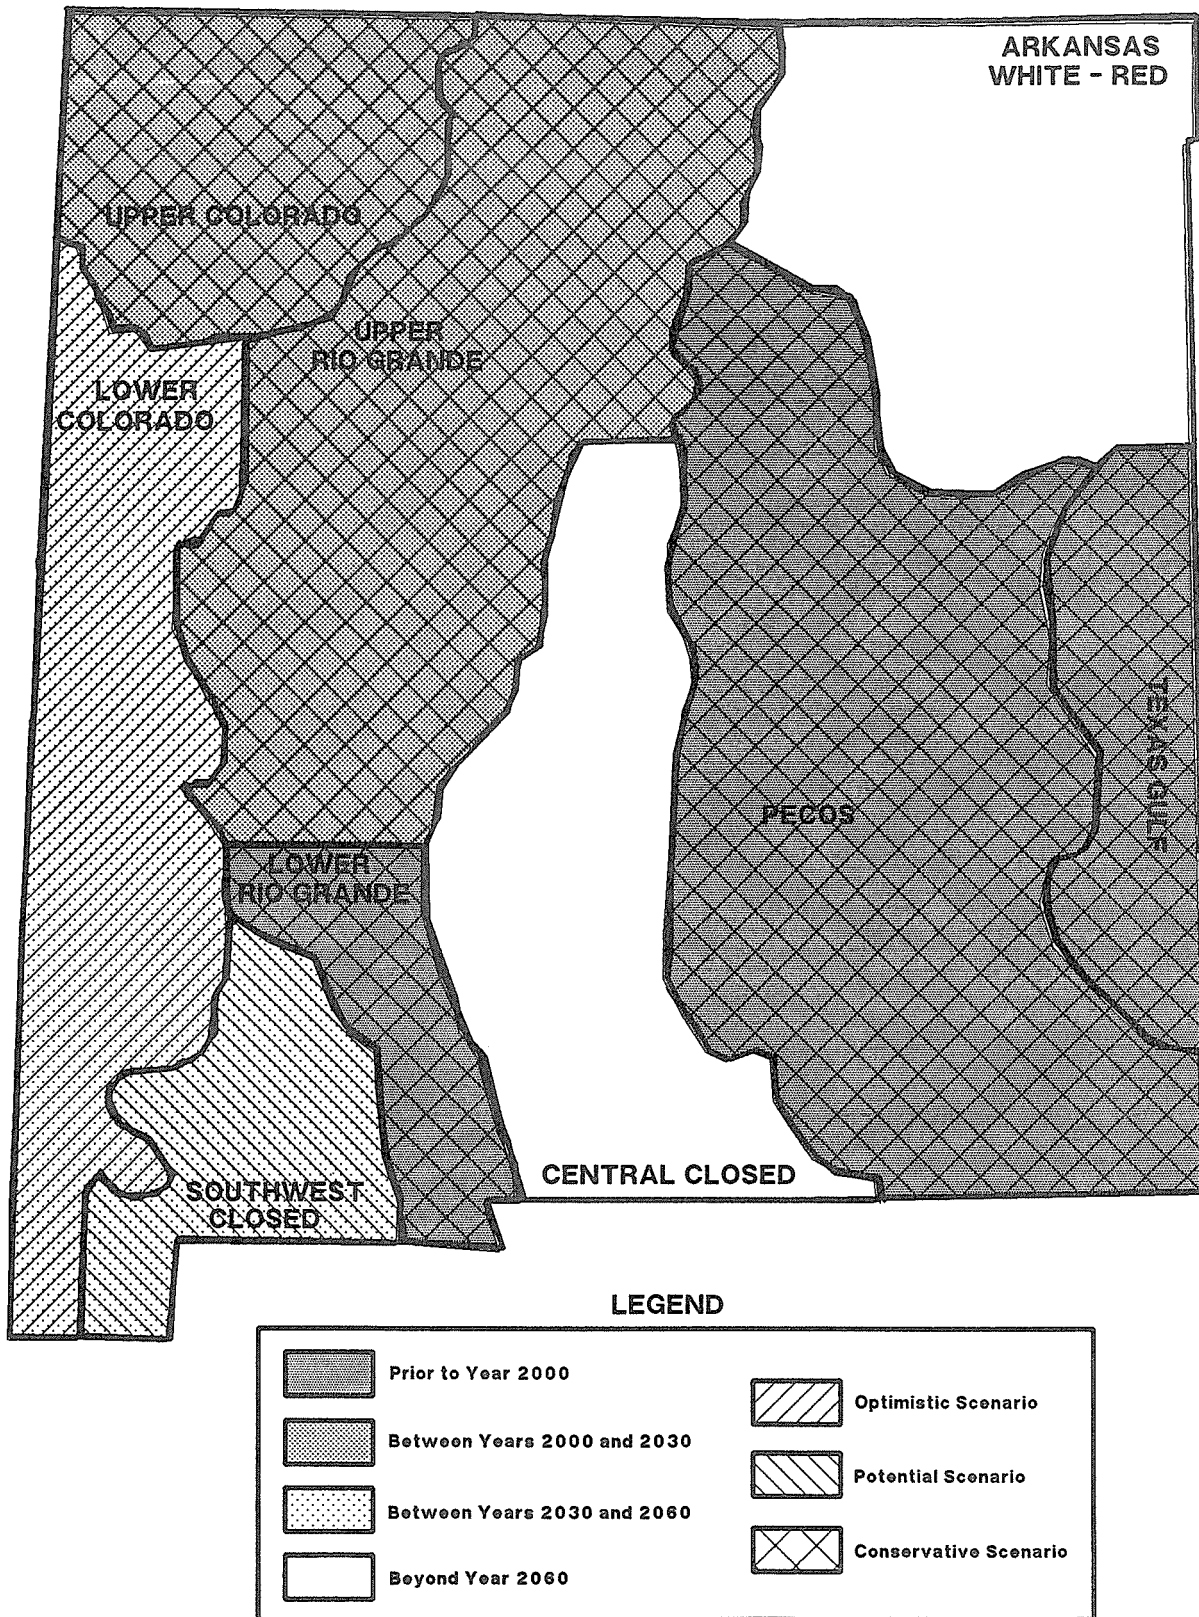 ARKANSAS
WHITE - RED
UPPER COLORADO
UPPER
RIO GRANDE
LOWER
COLORADO
TEXAS GULF
PECOS
LOWER
RIO GRANDE
CENTRAL CLOSED
SOUTHWEST
CLOSED
LEGEND
Prior to Year 2000
Between Years 2000 and 2030
Between Years 2030 and 2060
Beyond Year 2060
Optimistic Scenario
Potential Scenario
Conservative Scenario